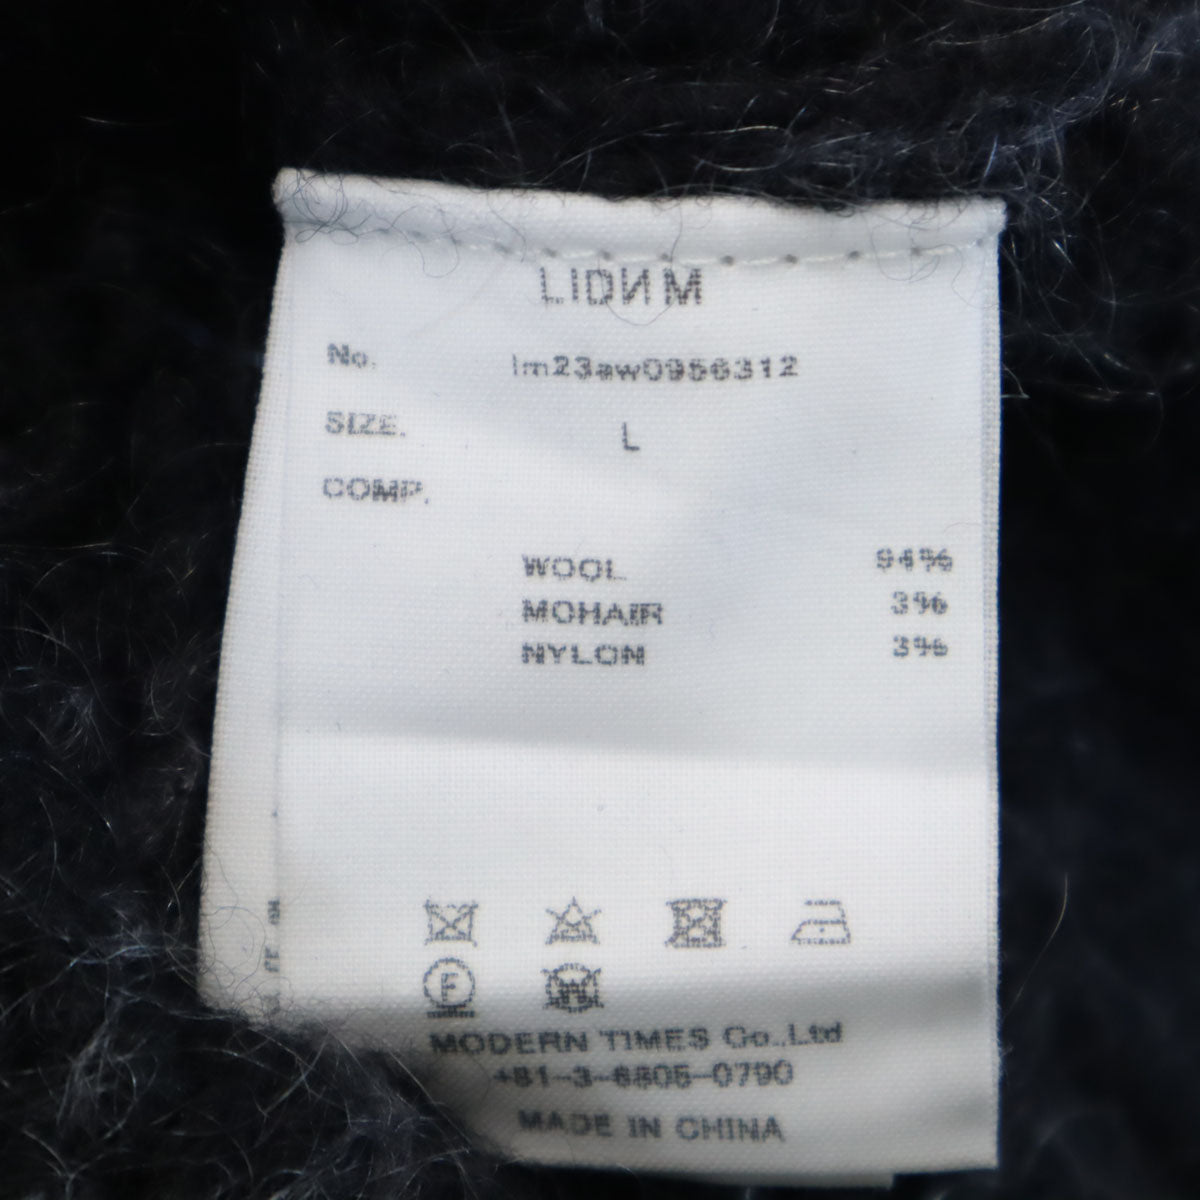 LIDИM
No. lm23aw0956312
SIZE. L
COMP.
WOOL 94%
MOHAIR 3%
NYLON 3%
F
W
MODERN TIMES Co.,Ltd
+81-3-6805-0790
MADE IN CHINA